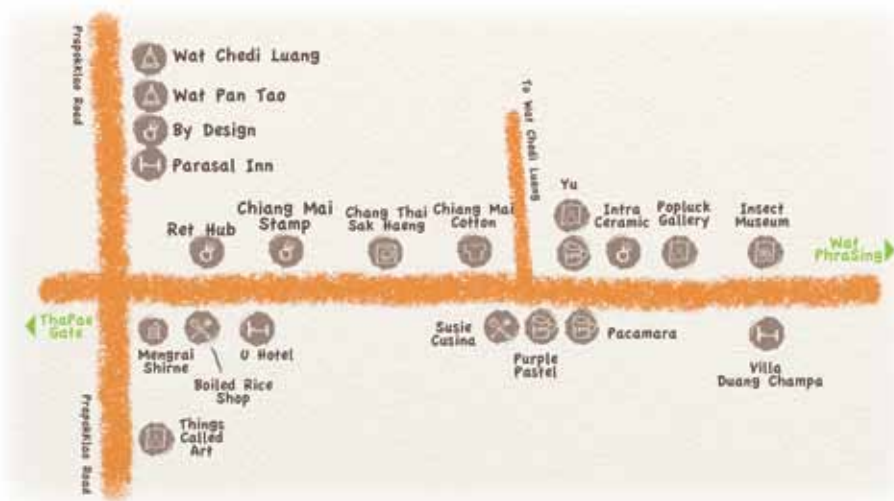 Prapokklao Road
Wat Chedi Luang
Wat Pan Tao
By Design
Parasal Inn
To Wat Chedi Luang
Yu
Ret Hub
Chiang Mai
Stamp
Chang Thai
Sak Haeng
Chiang Mai
Cotton
Intra
Ceramic
Popluck
Gallery
Insect
Museum
Wat
PhraSing
ThaPae
Gate
Mengrai
Shirne
Boiled Rice
Shop
U Hotel
Susie
Cusina
Purple
Pastel
Pacamara
Villa
Duang Champa
Prapokklao Road
Things
Called
Art